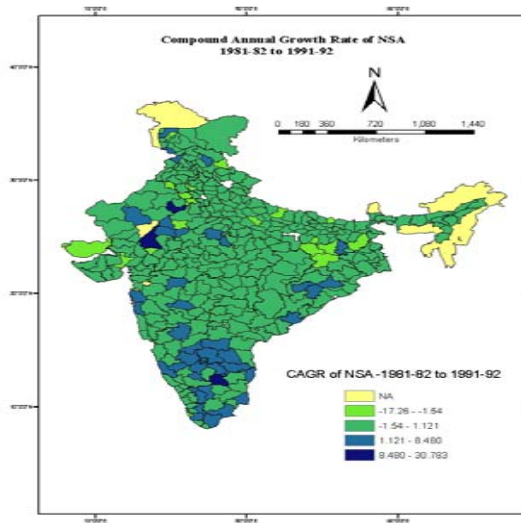 Compound Annual Growth Rate of NSA
1981-82 to 1991-92
N
0 180 360 720 1,080 1,440
Kilometers
CAGR of NSA -1981-82 to 1991-92
NA
-17.26 - -1.54
-1.54 - 1.121
1.121 - 8.480
8.480 - 30.783